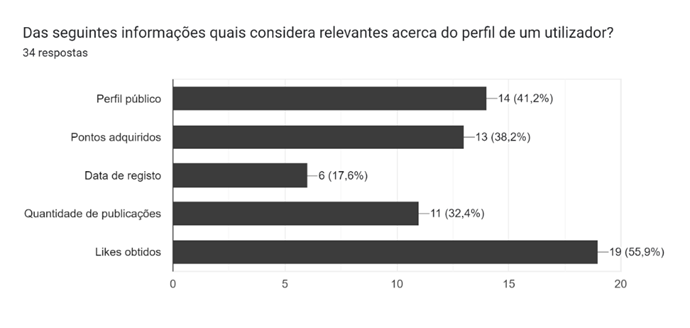 Das seguintes informações quais considera relevantes acerca do perfil de um utilizador?
34 respostas
Perfil público
14 (41,2%)
Pontos adquiridos
13 (38,2%)
Data de registo
6 (17,6%)
Quantidade de publicações
11 (32,4%)
Likes obtidos
19 (55,9%)
0 5 10 15 20